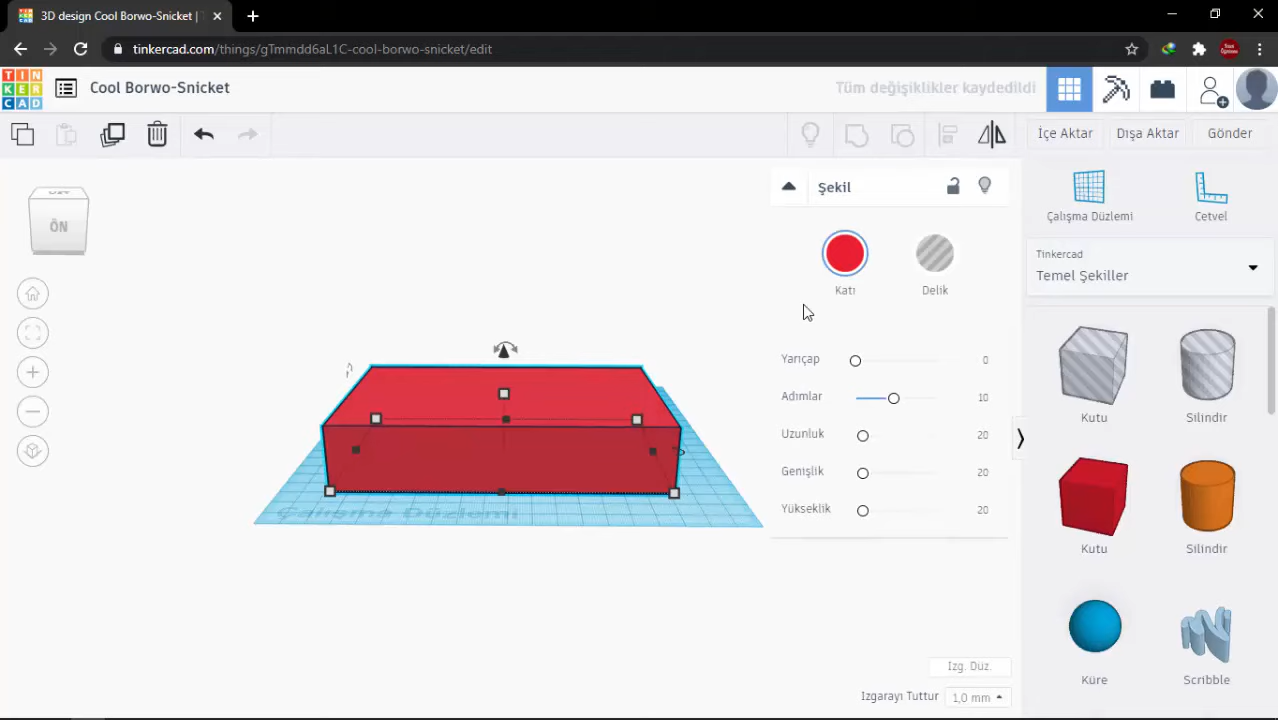 3D design Cool Borwo-Snicket |
tinkercad.com/things/gTmmdd6aL1C-cool-borwo-snicket/edit
TIN
KER
CAD
Cool Borwo-Snicket
Tüm değişiklikler kaydedildi
İçe Aktar
Dışa Aktar
Gönder
Şekil
Katı
Delik
Yarıçap 0
Adımlar 10
Uzunluk 20
Genişlik 20
Yükseklik 20
ÖN
Çalışma Düzlemi
Izg. Düz.
Izgarayı Tuttur 1,0 mm
Çalışma Düzlemi
Cetvel
Tinkercad
Temel Şekiller
Kutu
Silindir
Kutu
Silindir
Küre
Scribble